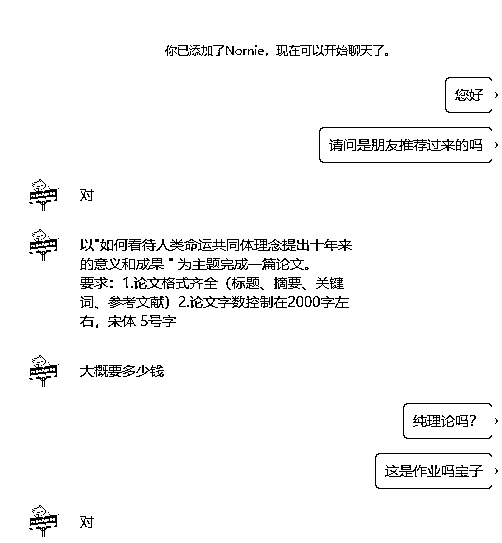 你已添加了Nornie，现在可以开始聊天了。
您好
请问是朋友推荐过来的吗
对
以"如何看待人类命运共同体理念提出十年来
的意义和成果＂为主题完成一篇论文。
要求：1.论文格式齐全（标题、摘要、关键
词、参考文献）2.论文字数控制在2000字左
右，宋体 5号字
大概要多少钱
纯理论吗？
这是作业吗宝子
对